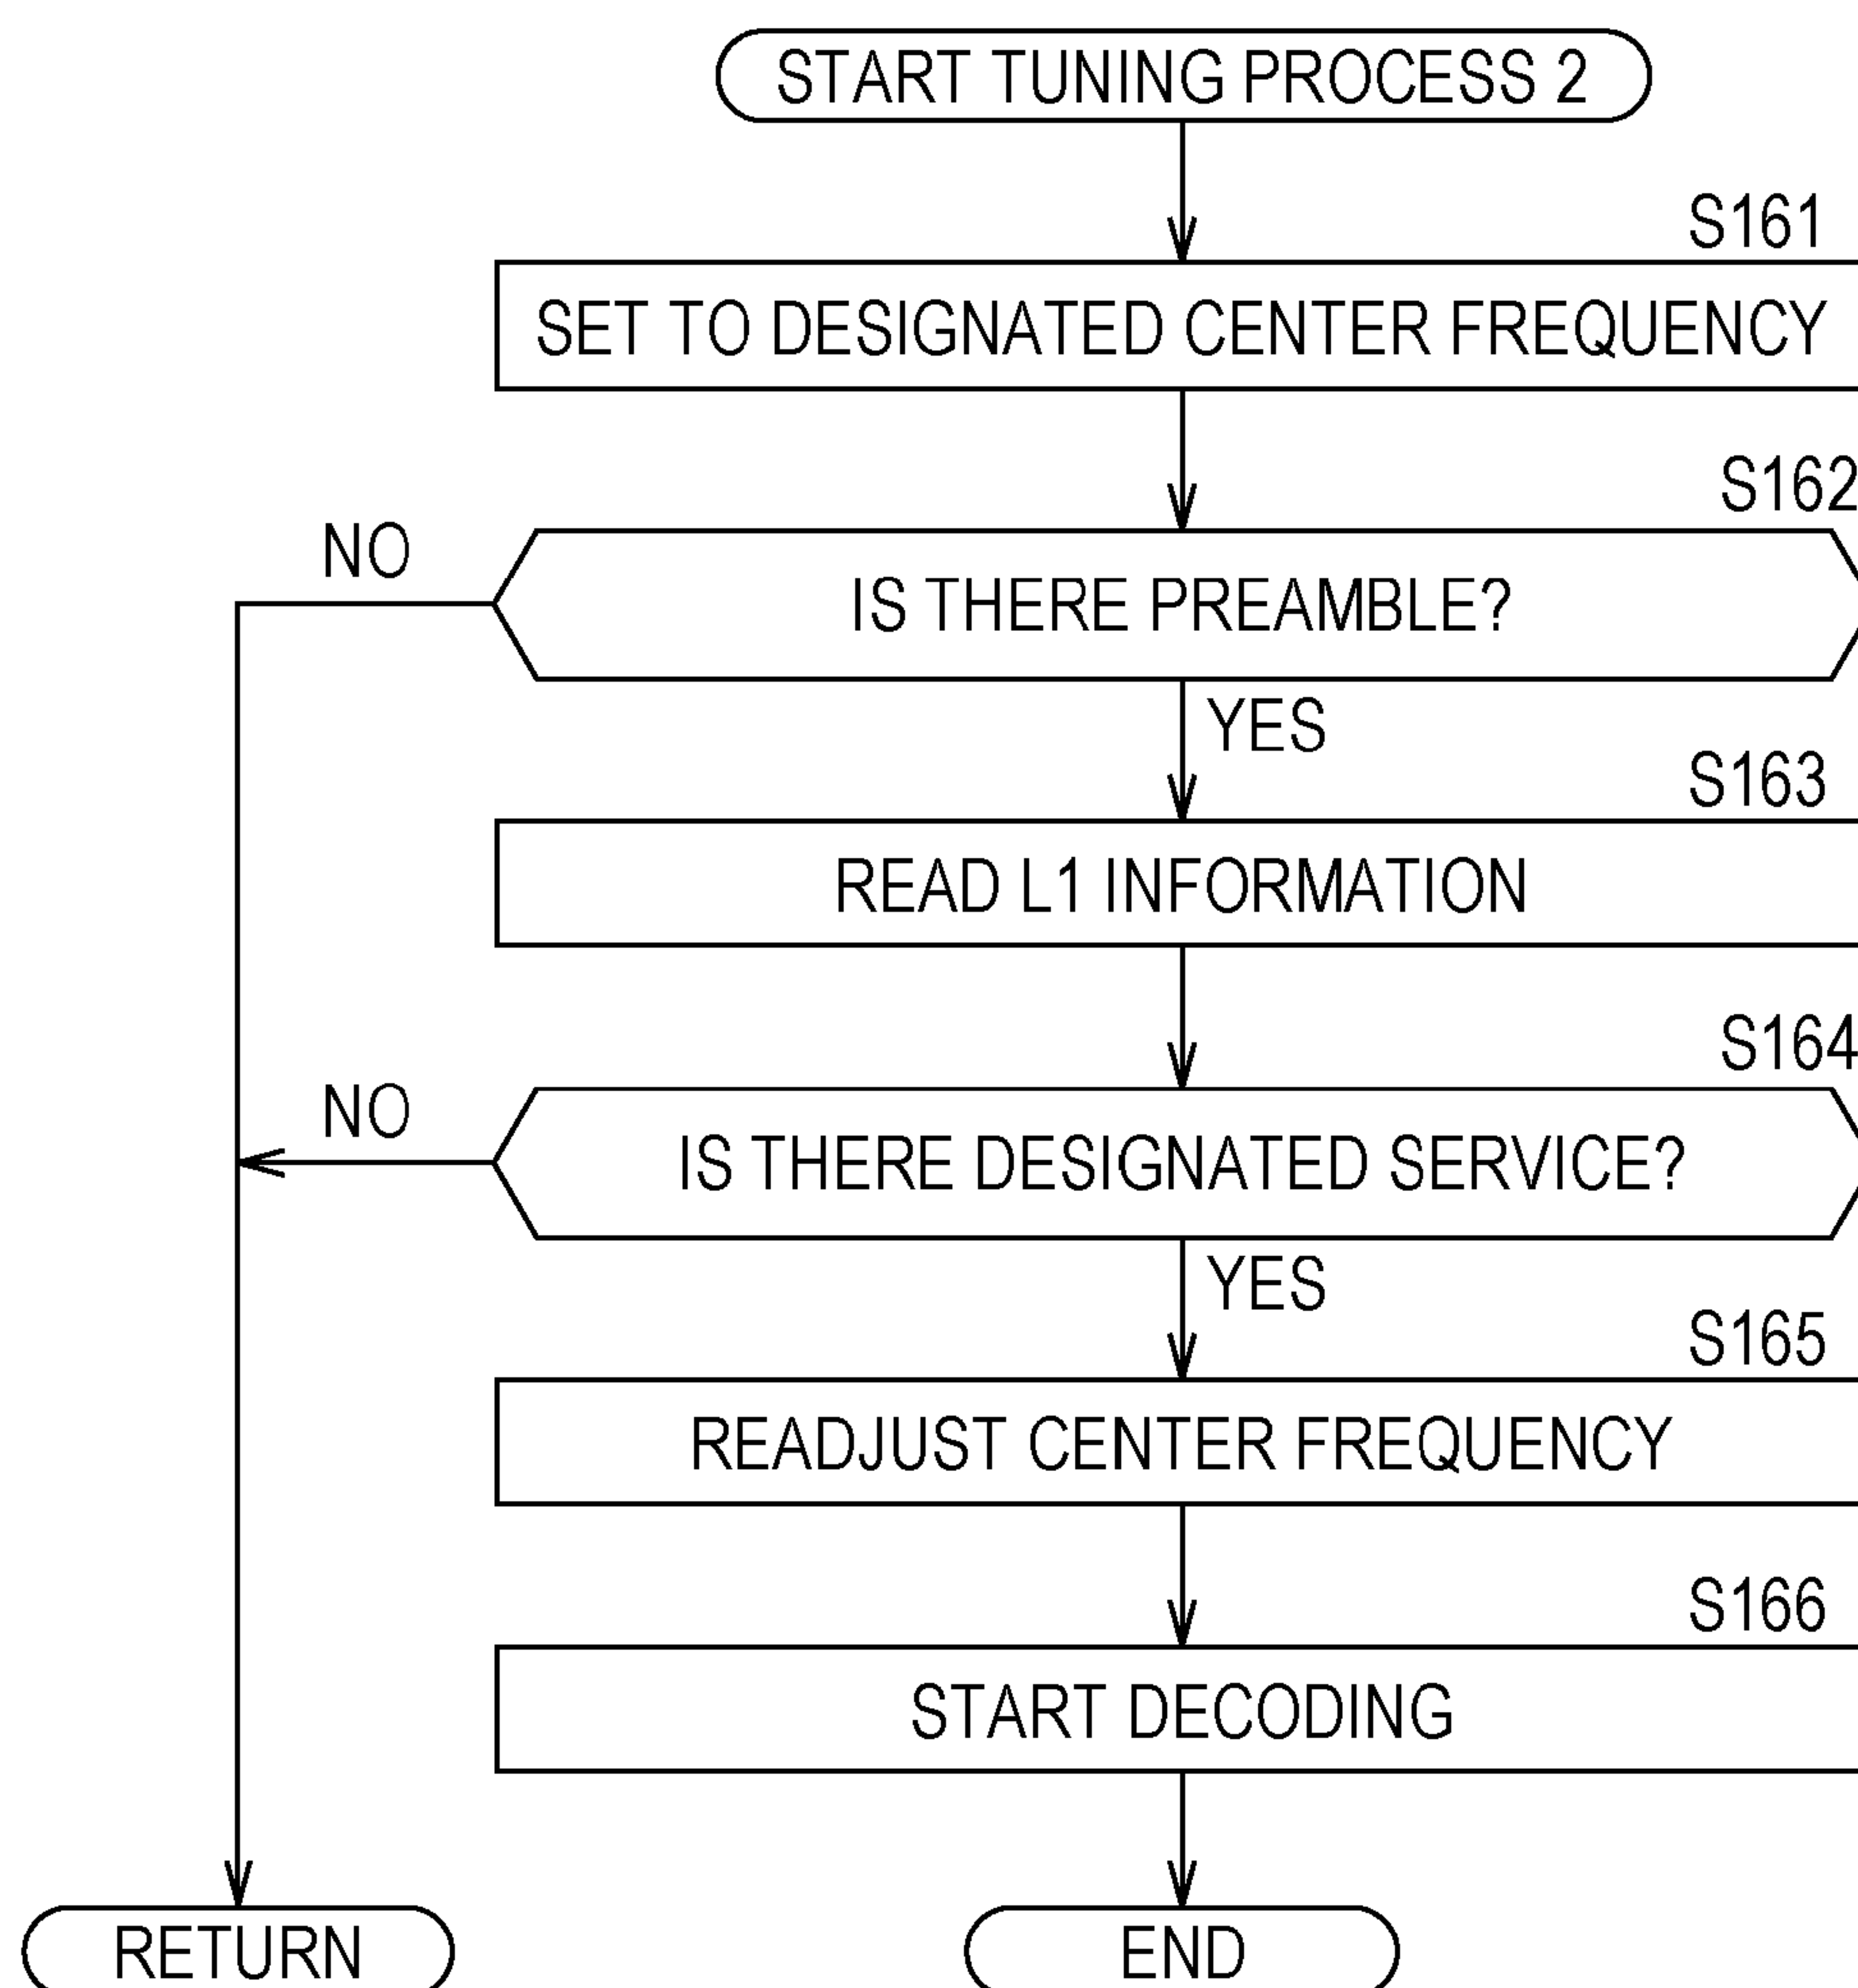 START TUNING PROCESS 2
S161
SET TO DESIGNATED CENTER FREQUENCY
S162
NO
IS THERE PREAMBLE?
YES
S163
READ L1 INFORMATION
S164
NO
IS THERE DESIGNATED SERVICE?
YES
S165
READJUST CENTER FREQUENCY
S166
START DECODING
RETURN
END